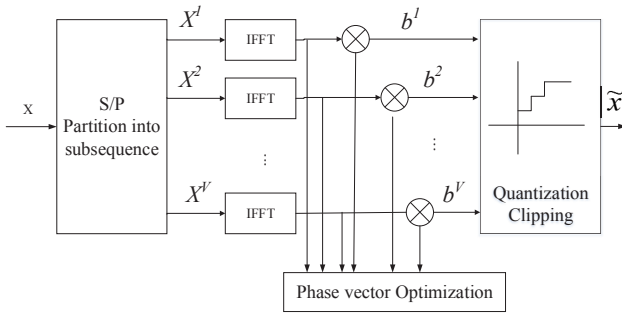 X
S/P
Partition into
subsequence
X^1
IFFT
b^1
X^2
IFFT
b^2
...
...
X^V
IFFT
b^V
Quantization
Clipping
|x̃
Phase vector Optimization